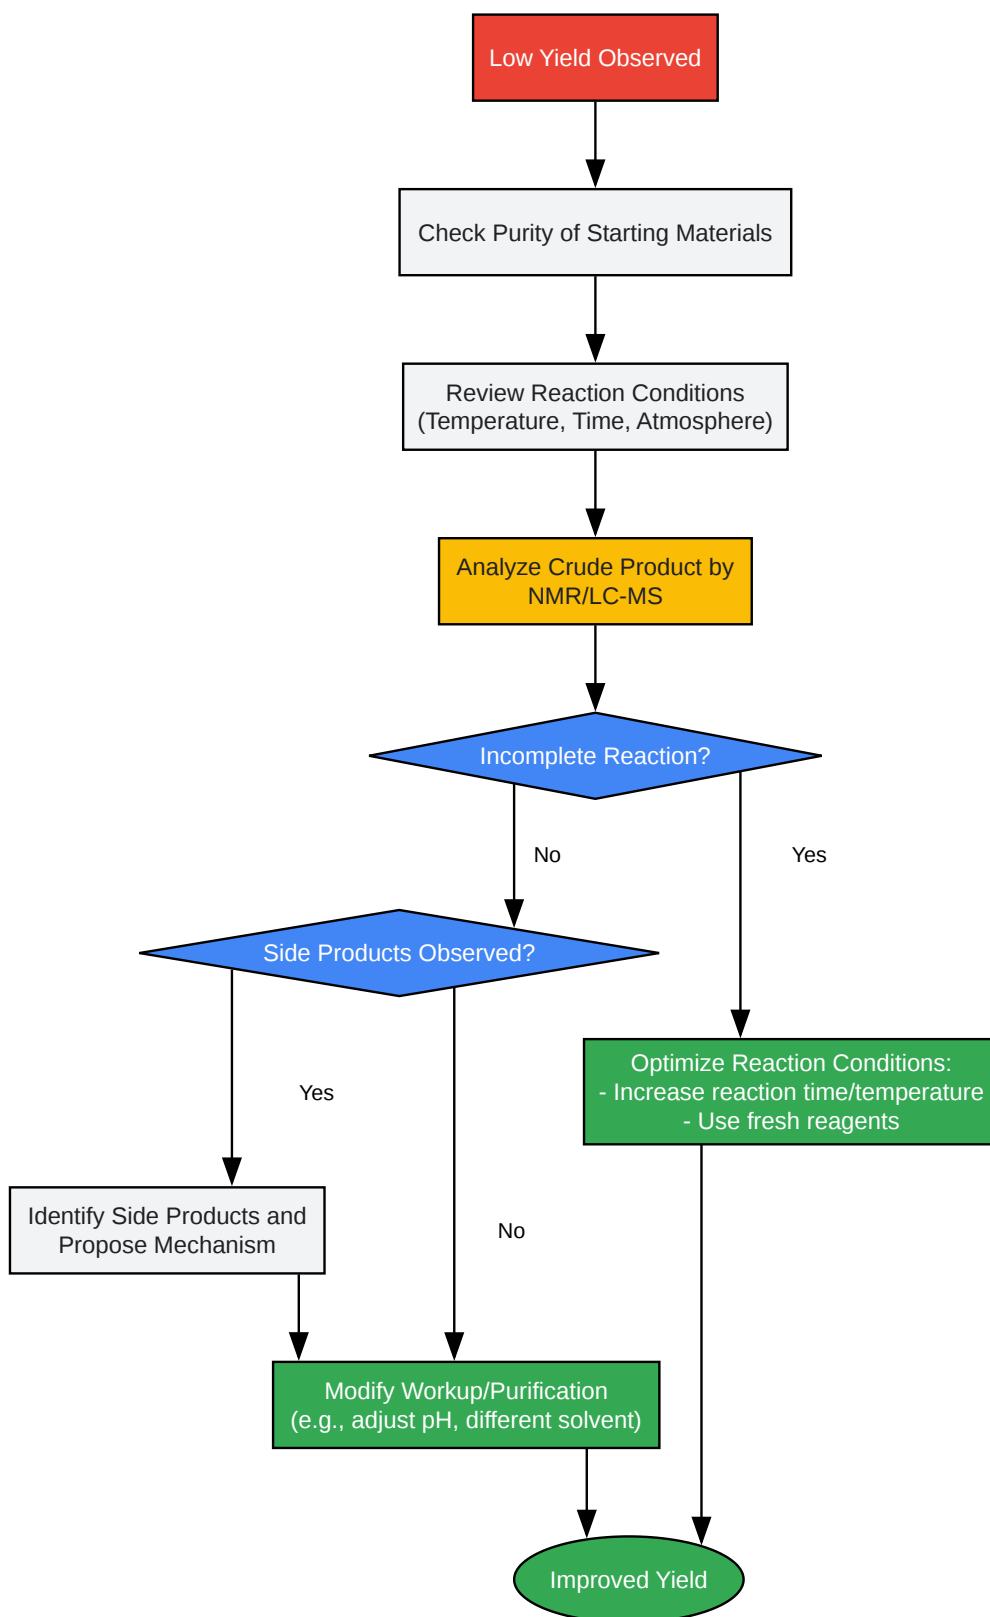 Low Yield Observed
Check Purity of Starting Materials
Review Reaction Conditions
(Temperature, Time, Atmosphere)
Analyze Crude Product by
NMR/LC-MS
Incomplete Reaction?
No
Yes
Side Products Observed?
Optimize Reaction Conditions:
- Increase reaction time/temperature
- Use fresh reagents
Yes
Identify Side Products and
Propose Mechanism
No
Modify Workup/Purification
(e.g., adjust pH, different solvent)
Improved Yield